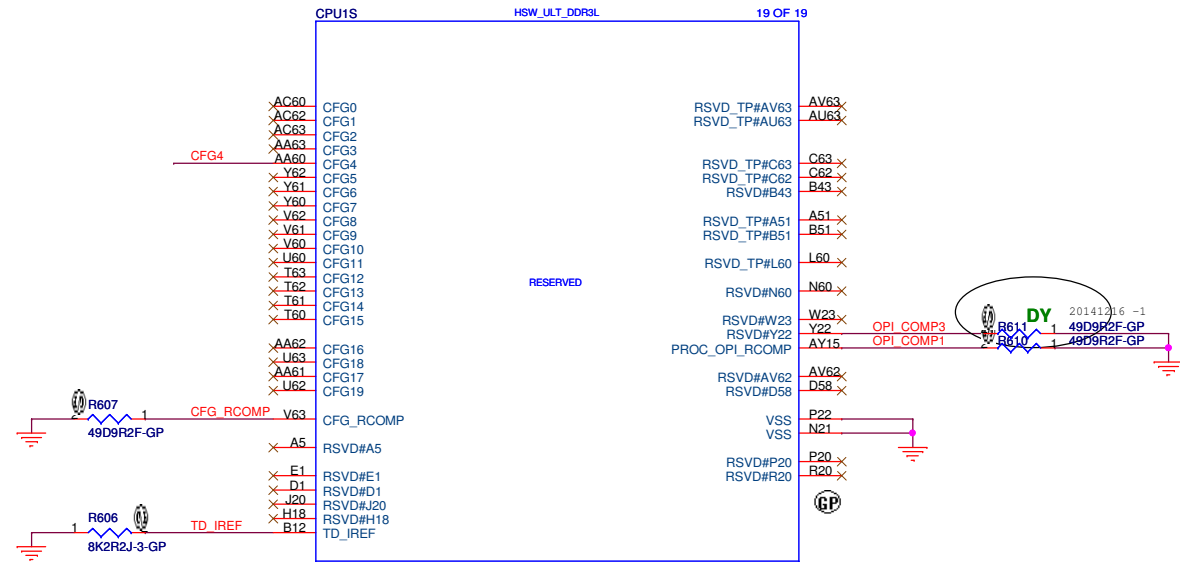 CPU1S HSW_ULT_DDR3L 19 OF 19
AC60 CFG0
AC62 CFG1
AC63 CFG2
AA63 CFG3
CFG4 AA60 CFG4
Y62 CFG5
Y61 CFG6
Y60 CFG7
V62 CFG8
V61 CFG9
V60 CFG10
U60 CFG11
T63 CFG12
T62 CFG13
T61 CFG14
T60 CFG15
AA62 CFG16
U63 CFG18
AA61 CFG17
U62 CFG19
R607
1 CFG_RCOMP V63 CFG_RCOMP
49D9R2F-GP
A5 RSVD#A5
E1 RSVD#E1
D1 RSVD#D1
J20 RSVD#J20
H18 RSVD#H18
R606
1 TD_IREF B12 TD_IREF
8K2R2J-3-GP
RESERVED
RSVD_TP#AV63 AV63
RSVD_TP#AU63 AU63
RSVD_TP#C63 C63
RSVD_TP#C62 C62
RSVD#B43 B43
RSVD_TP#A51 A51
RSVD_TP#B51 B51
RSVD_TP#L60 L60
RSVD#N60 N60
RSVD#W23 W23
DY 20141216 -1
RSVD#Y22 Y22 OPI_COMP3 R611 1 49D9R2F-GP
PROC_OPI_RCOMP AY15 OPI_COMP1 2 R610 1 49D9R2F-GP
RSVD#AV62 AV62
RSVD#D58 D58
VSS P22
VSS N21
RSVD#P20 P20
RSVD#R20 R20
GP